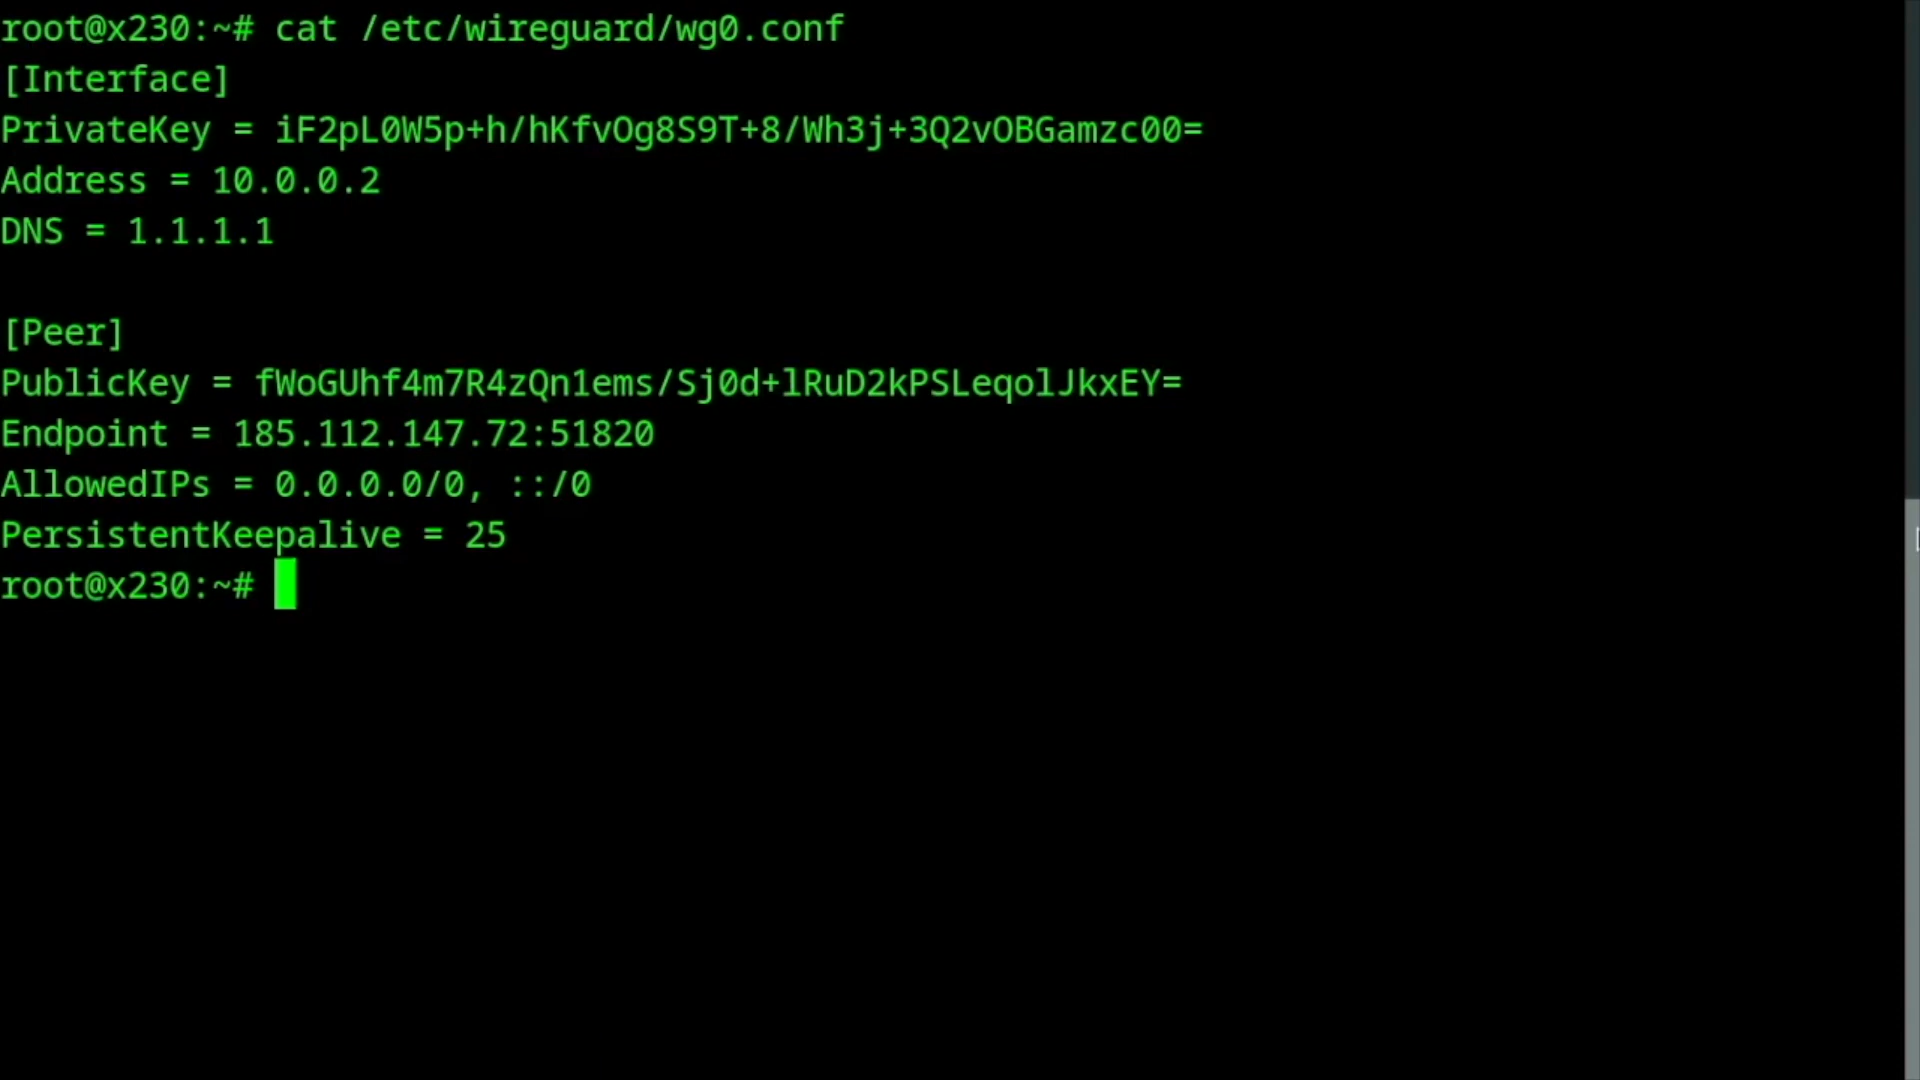 root@x230:~# cat /etc/wireguard/wg0.conf
[Interface]
PrivateKey = iF2pL0W5p+h/hKfvOg8S9T+8/Wh3j+3Q2vOBGamzc00=
Address = 10.0.0.2
DNS = 1.1.1.1
[Peer]
PublicKey = fWoGUhf4m7R4zQn1ems/Sj0d+lRuD2kPSLeqolJkxEY=
Endpoint = 185.112.147.72:51820
AllowedIPs = 0.0.0.0/0, ::/0
PersistentKeepalive = 25
root@x230:~#